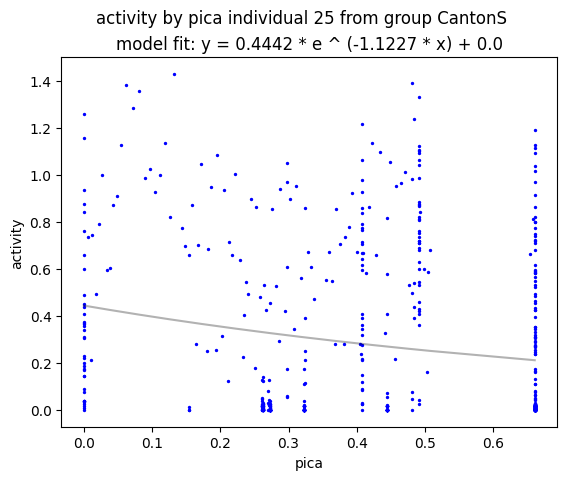 activity by pica individual 25 from group CantonS
model fit: y = 0.4442 * e ^ (-1.1227 * x) + 0.0
1.4
1.2
1.0
0.8
0.6
0.4
0.2
0.0
activity
0.0 0.1 0.2 0.3 0.4 0.5 0.6
pica